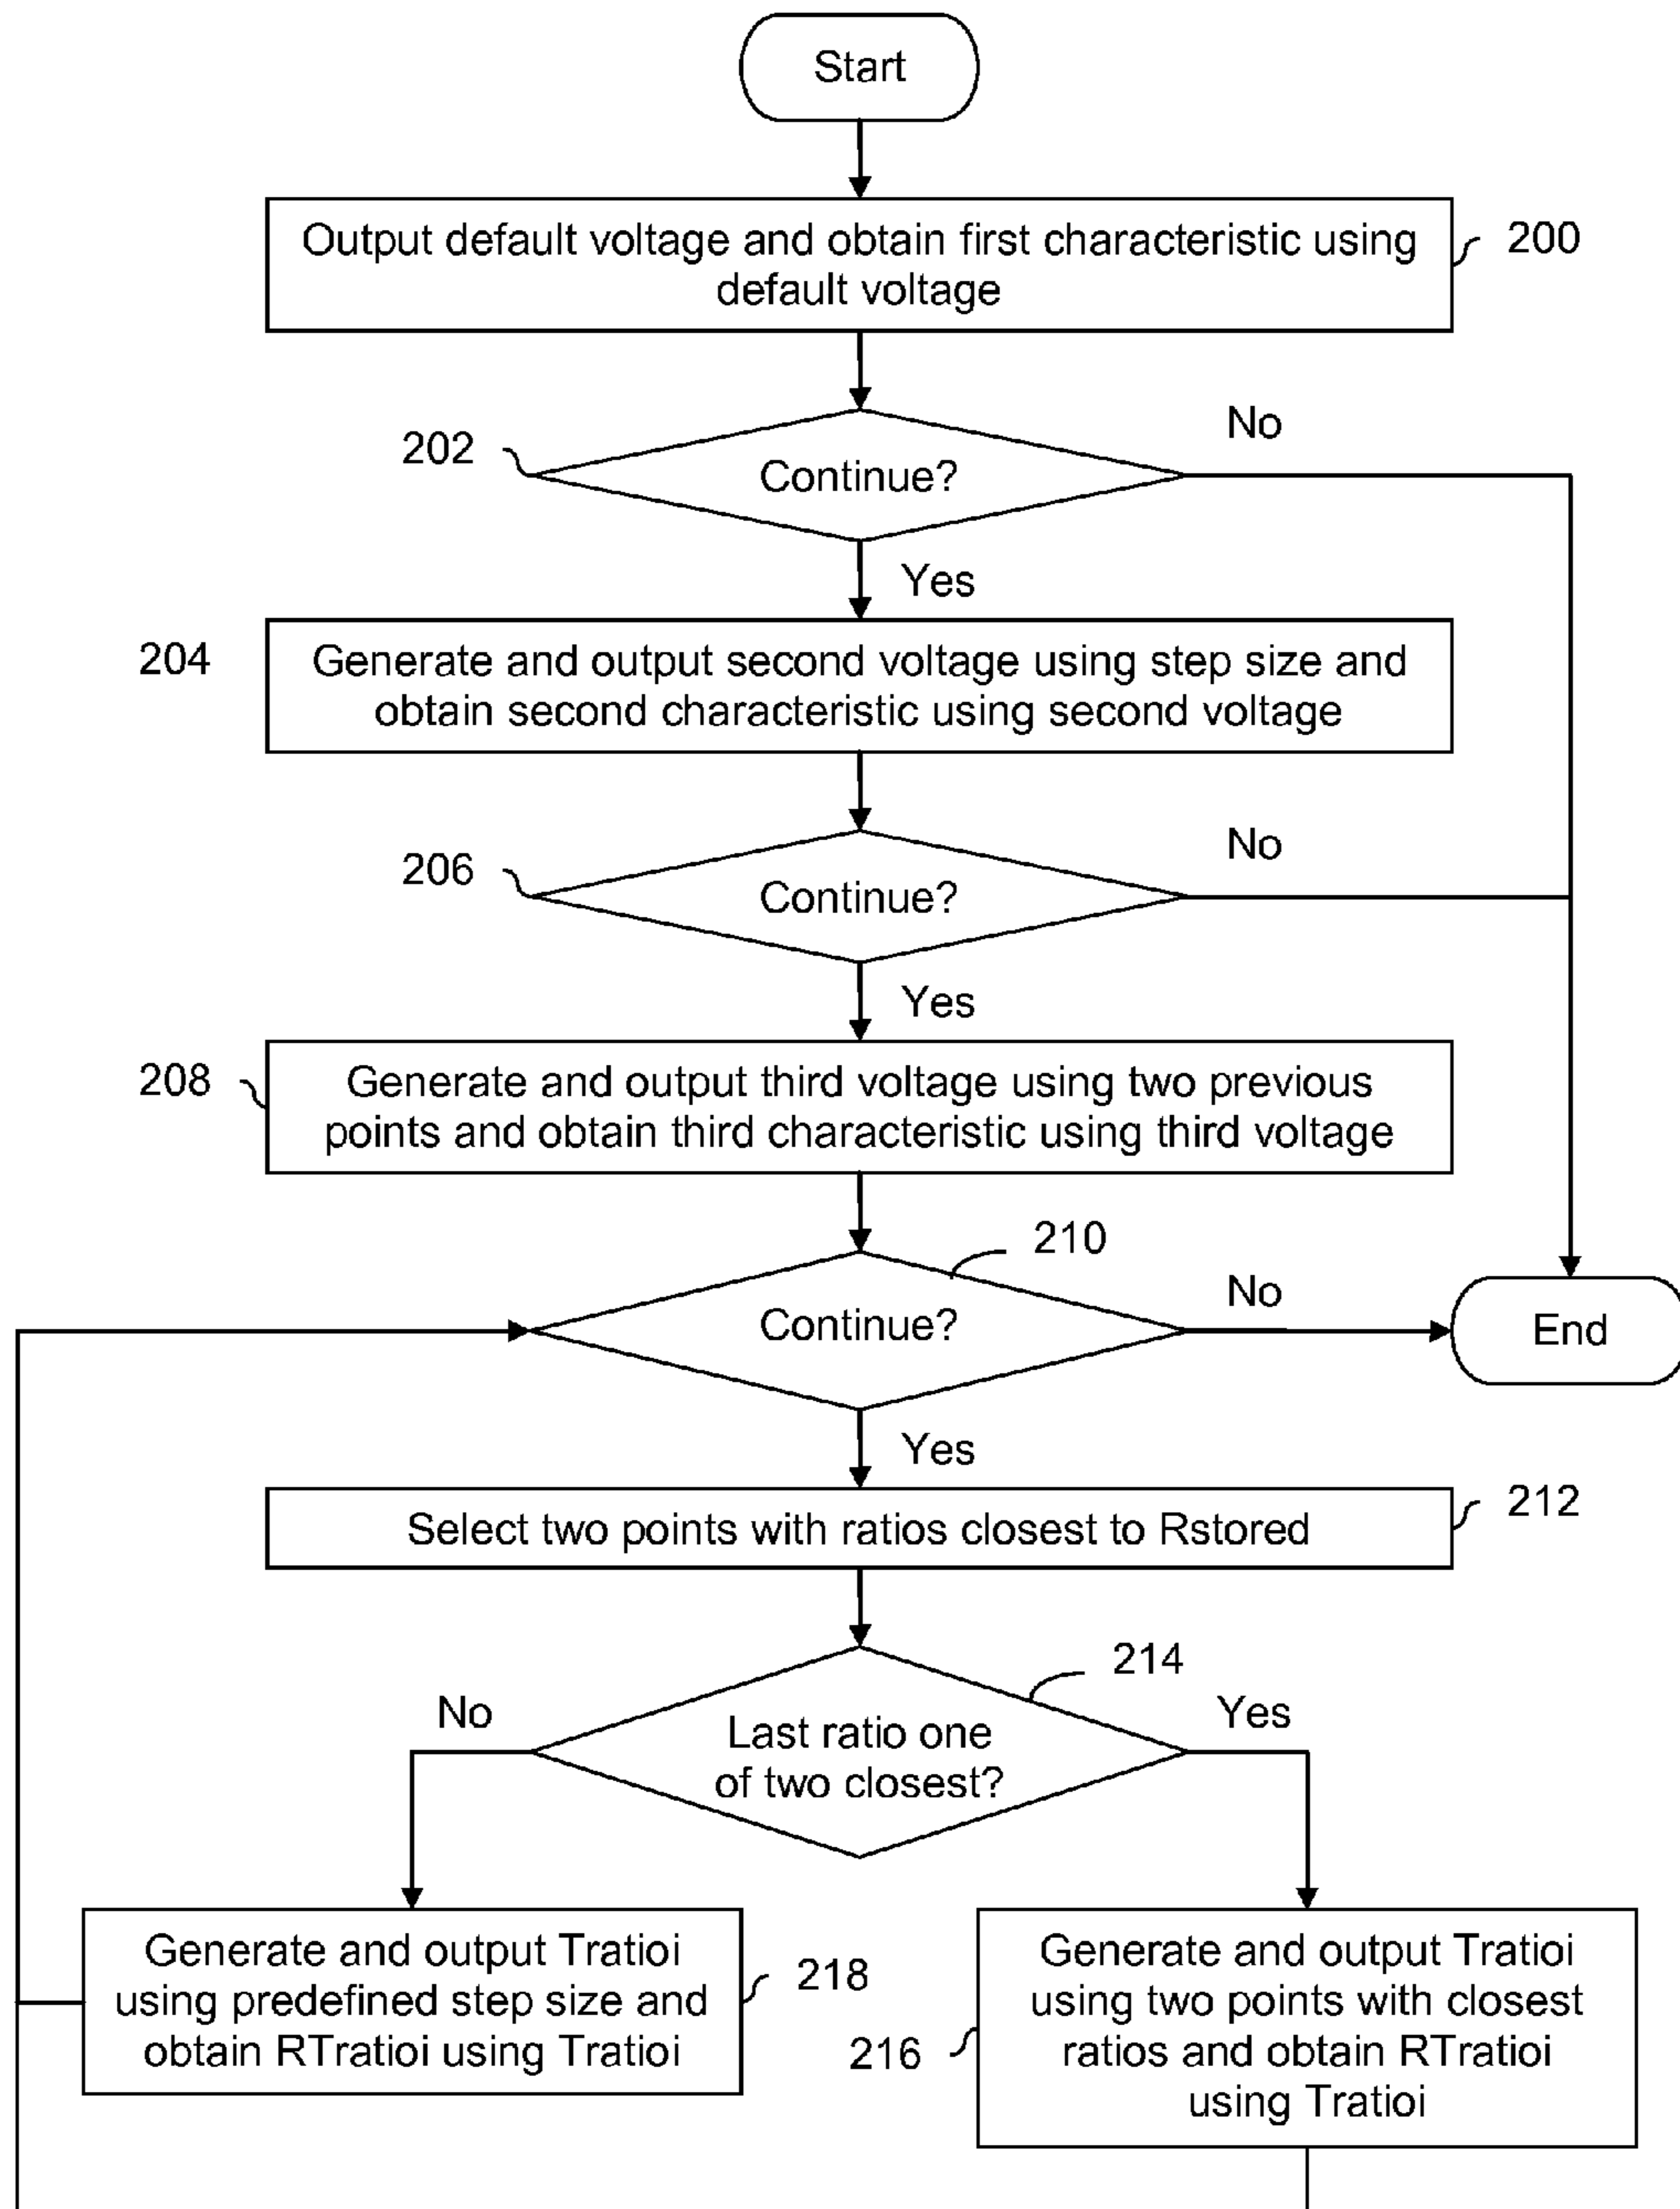 Start
Output default voltage and obtain first characteristic using
default voltage
200
202
Continue?
No
Yes
204
Generate and output second voltage using step size and
obtain second characteristic using second voltage
206
Continue?
No
Yes
208
Generate and output third voltage using two previous
points and obtain third characteristic using third voltage
210
Continue?
No
End
Yes
Select two points with ratios closest to Rstored
212
214
No
Last ratio one
of two closest?
Yes
Generate and output Tratioi
using predefined step size and
obtain RTratioi using Tratioi
218
216
Generate and output Tratioi
using two points with closest
ratios and obtain RTratioi
using Tratioi